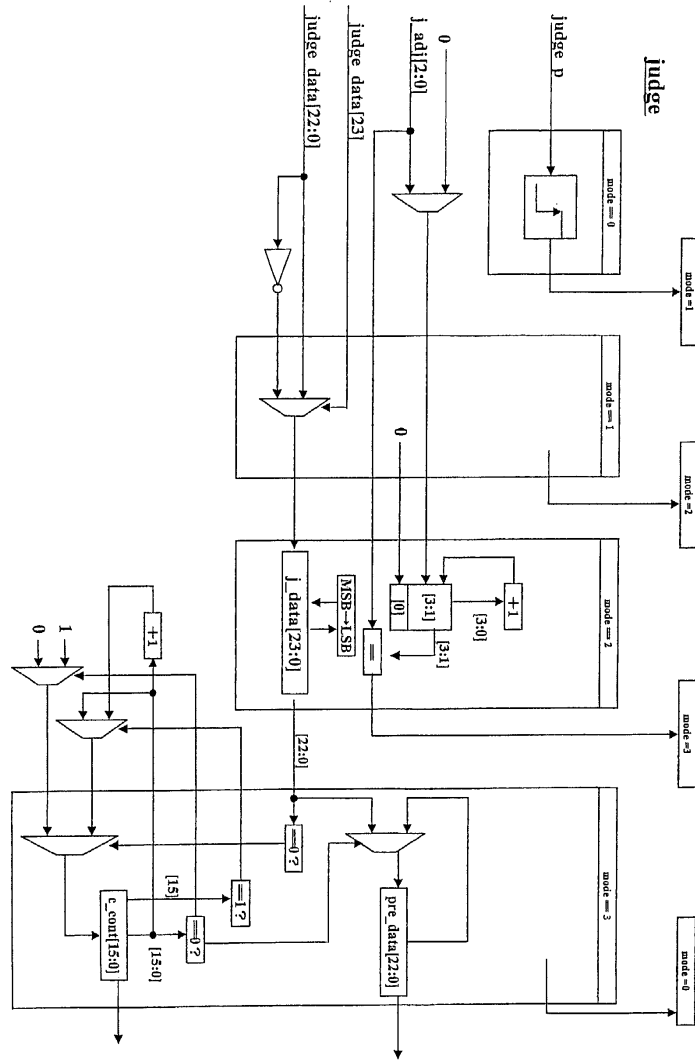 judge
judge_p
mode == 0
mode =1
0
j_adj[2:0]
judge_data[23]
judge_data[22:0]
mode == 1
mode =2
0
mode == 2
mode =3
+1
[3:0]
[3:1]
[0]
[3:1]
=
MSB→LSB
j_data[23:0]
[22:0]
+1
1
0
mode == 3
mode =0
pre_data[22:0]
==0 ?
==1 ?
==0 ?
[15]
[15:0]
c_cont[15:0]